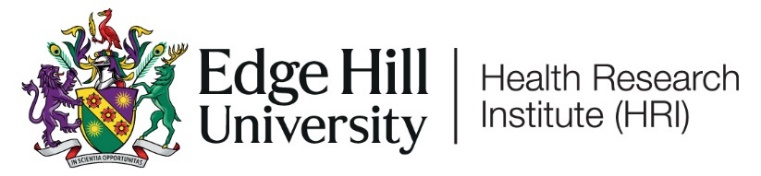 Edge Hill
University
Health Research
Institute (HRI)
IN SCIENTIA OPPORTUNITAS